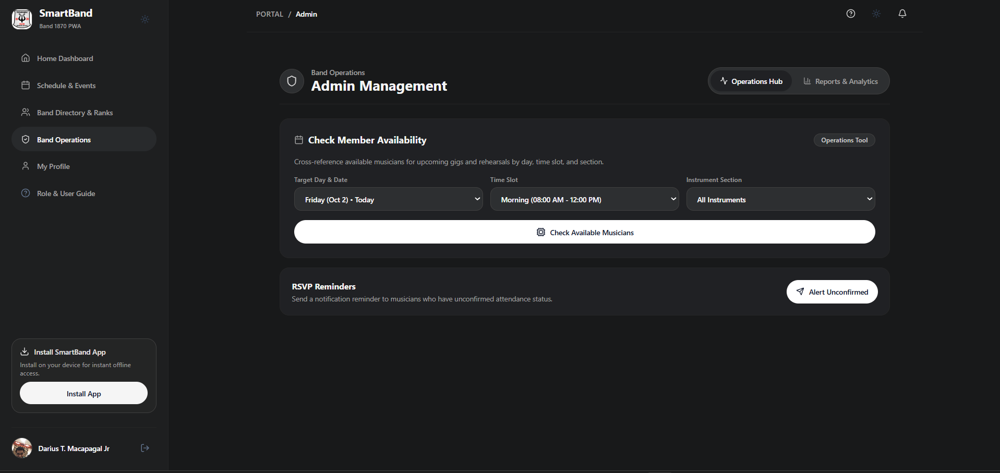 SmartBand
Band 1870 PWA
Home Dashboard
Schedule & Events
Band Directory & Ranks
Band Operations
My Profile
Role & User Guide
Install SmartBand App
Install on your device for instant offline
access.
Install App
Darius T. Macapagal Jr
PORTAL / Admin
Band Operations
Admin Management
Operations Hub
Reports & Analytics
Check Member Availability
Operations Tool
Cross-reference available musicians for upcoming gigs and rehearsals by day, time slot, and section.
Target Day & Date
Time Slot
Instrument Section
Friday (Oct 2) • Today
Morning (08:00 AM - 12:00 PM)
All Instruments
Check Available Musicians
RSVP Reminders
Send a notification reminder to musicians who have unconfirmed attendance status.
Alert Unconfirmed